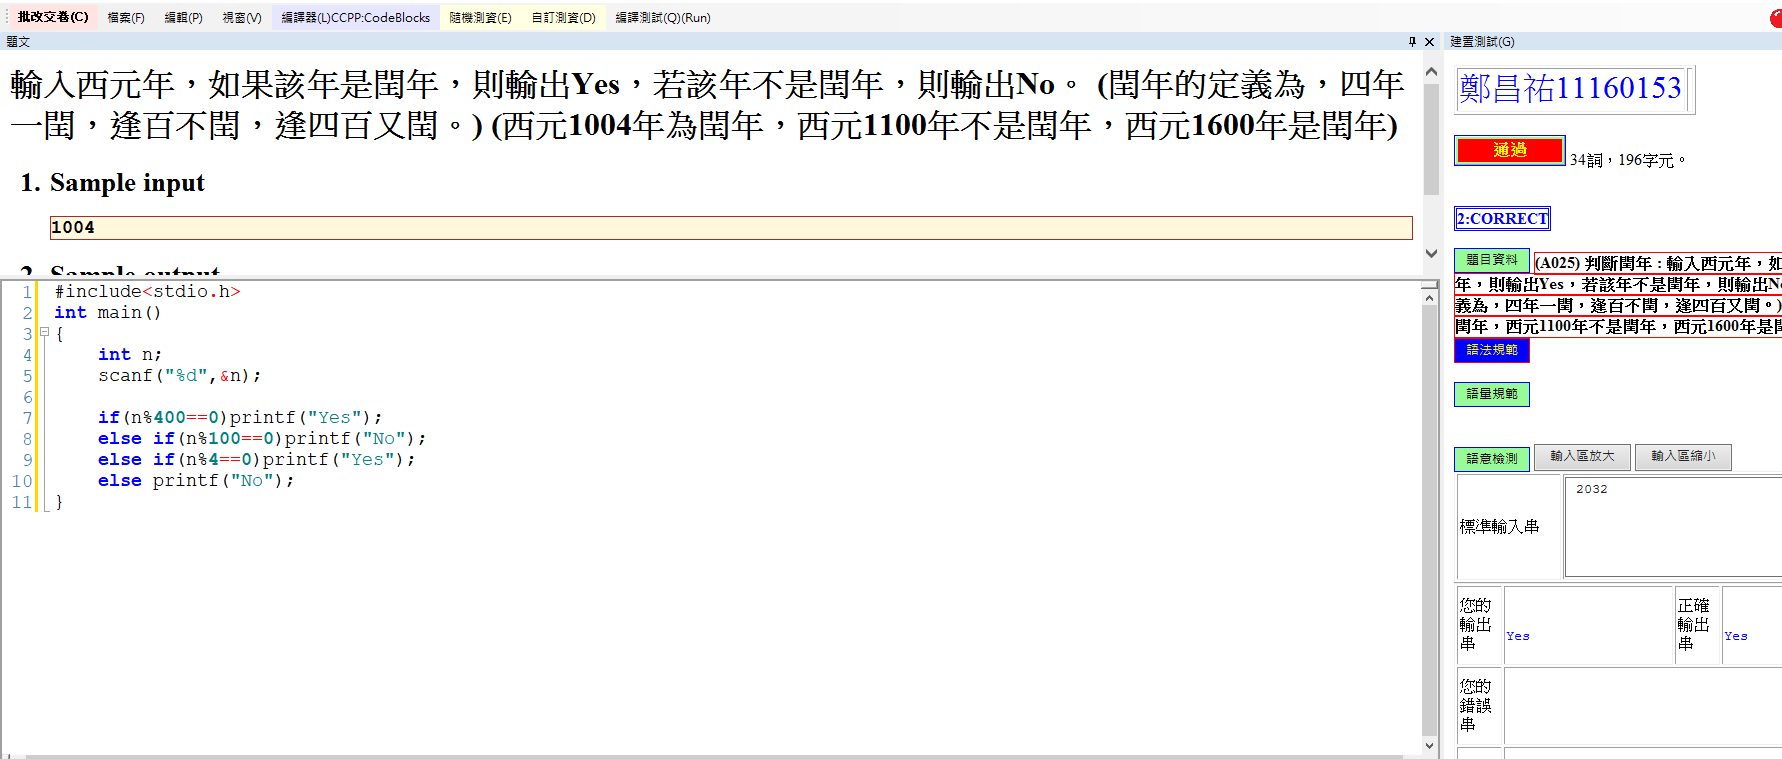 批改交卷(C) 檔案(F) 編輯(P) 視窗(V) 編譯器(L)CCPP:CodeBlocks 隨機測資(E) 自訂測資(D) 編譯測試(Q)(Run)
題文
輸入西元年，如果該年是閏年，則輸出Yes，若該年不是閏年，則輸出No。 (閏年的定義為，四年
一閏，逢百不閏，逢四百又閏。) (西元1004年為閏年，西元1100年不是閏年，西元1600年是閏年)
1. Sample input
1004
2. Sample output
1 #include<stdio.h>
2 int main()
3 {
4 int n;
5 scanf("%d",&n);
6
7 if(n%400==0)printf("Yes");
8 else if(n%100==0)printf("No");
9 else if(n%4==0)printf("Yes");
10 else printf("No");
11 }
建置測試(G)
鄭昌祐11160153
通過 34詞，196字元。
2:CORRECT
題目資料 (A025) 判斷閏年 : 輸入西元年，如
年，則輸出Yes，若該年不是閏年，則輸出No
義為，四年一閏，逢百不閏，逢四百又閏。)
閏年，西元1100年不是閏年，西元1600年是閏
語法規範
語量規範
語意檢測 輸入區放大 輸入區縮小
標準輸入串 2032
您的
輸出
串
Yes
正確
輸出
串
Yes
您的
錯誤
串